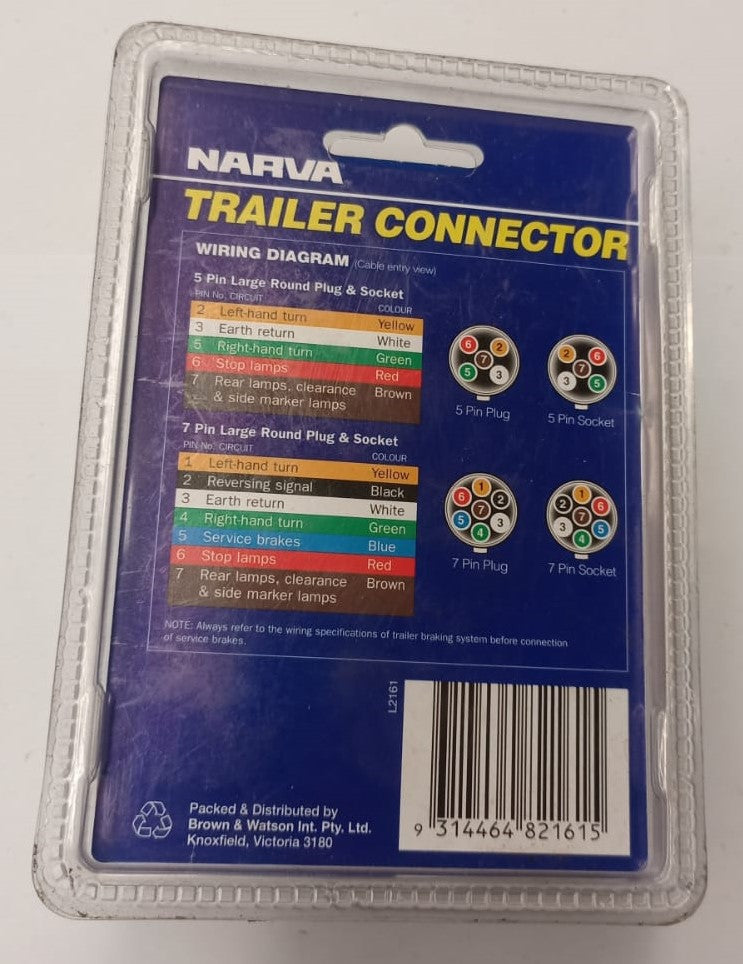 NARVA
TRAILER CONNECTOR
WIRING DIAGRAM (Cable entry view)
5 Pin Large Round Plug & Socket
PIN No. CIRCUIT COLOUR
2 Left-hand turn Yellow
3 Earth return White
5 Right-hand turn Green
6 Stop lamps Red
7 Rear lamps, clearance Brown
& side marker lamps
6 2
7
5 3
5 Pin Plug
2 6
7
3 5
5 Pin Socket
7 Pin Large Round Plug & Socket
PIN No. CIRCUIT COLOUR
1 Left-hand turn Yellow
2 Reversing signal Black
3 Earth return White
4 Right-hand turn Green
5 Service brakes Blue
6 Stop lamps Red
7 Rear lamps, clearance Brown
& side marker lamps
1
6 2
7
5 3
4
7 Pin Plug
1
2 6
7
3 5
4
7 Pin Socket
NOTE: Always refer to the wiring specifications of trailer braking system before connection
of service brakes.
L2161
Packed & Distributed by
Brown & Watson Int. Pty. Ltd.
Knoxfield, Victoria 3180
9 314464 821615